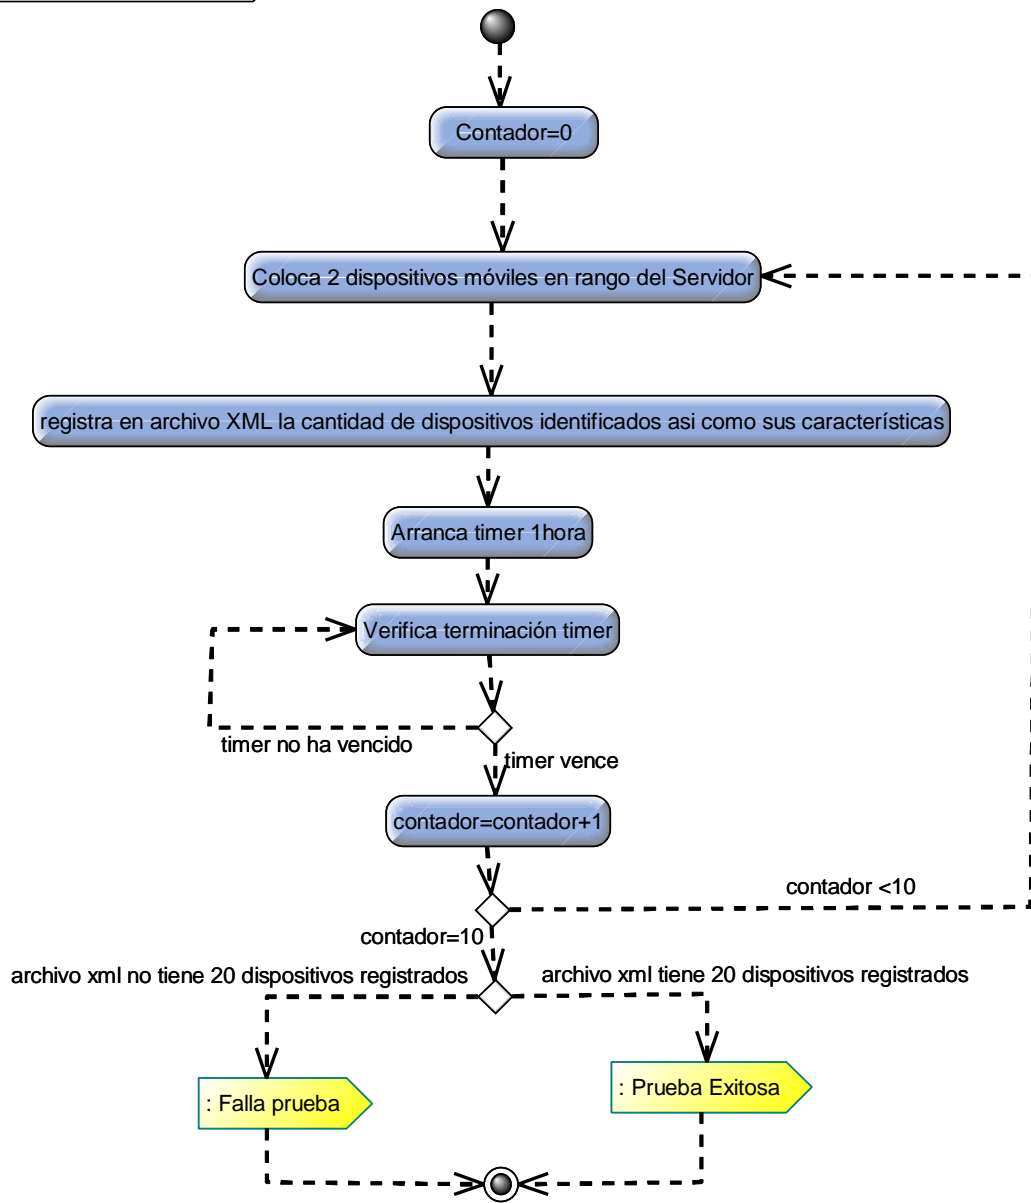 Contador=0
Coloca 2 dispositivos móviles en rango del Servidor
registra en archivo XML la cantidad de dispositivos identificados asi como sus características
Arranca timer 1hora
Verifica terminación timer
timer no ha vencido
timer vence
contador=contador+1
contador <10
contador=10
archivo xml no tiene 20 dispositivos registrados
archivo xml tiene 20 dispositivos registrados
: Falla prueba
: Prueba Exitosa